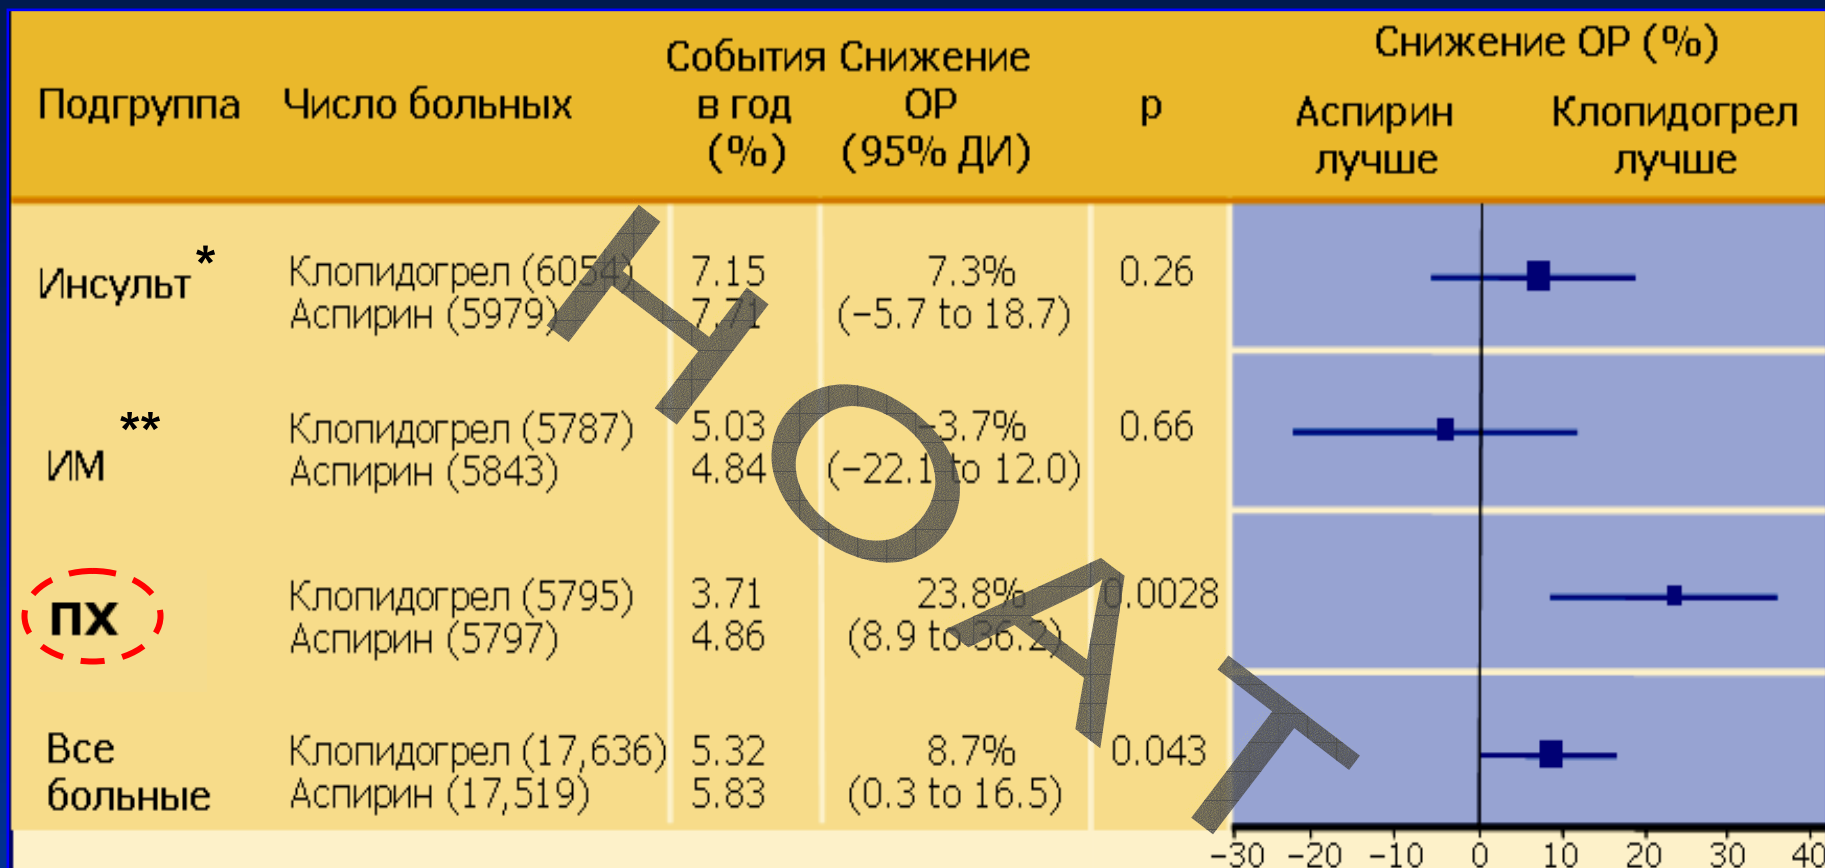 Подгруппа Число больных События в год (%) Снижение ОР (95% ДИ) p Снижение ОР (%)
Аспирин лучше Клопидогрел лучше
Инсульт* Клопидогрел (6054) 7.15 7.3% 0.26
Аспирин (5979) 7.71 (−5.7 to 18.7)
ИМ** Клопидогрел (5787) 5.03 −3.7% 0.66
Аспирин (5843) 4.84 (−22.1 to 12.0)
ПХ Клопидогрел (5795) 3.71 23.8% 0.0028
Аспирин (5797) 4.86 (8.9 to 36.2)
Все больные Клопидогрел (17,636) 5.32 8.7% 0.043
Аспирин (17,519) 5.83 (0.3 to 16.5)
−30 −20 −10 0 10 20 30 40
НОАТ